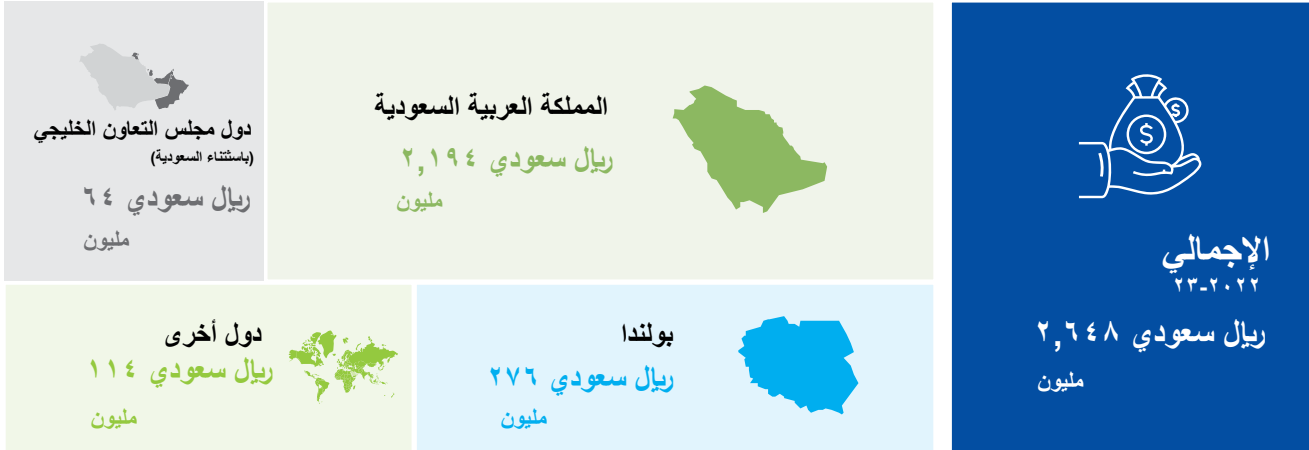 الإجمالي
٢٠٢٢-٢٣
ريال سعودي ٢,٦٤٨
مليون
المملكة العربية السعودية
ريال سعودي ٢,١٩٤
مليون
دول مجلس التعاون الخليجي
(باستثناء السعودية)
ريال سعودي ٦٤
مليون
بولندا
ريال سعودي ٢٧٦
مليون
دول أخرى
ريال سعودي ١١٤
مليون